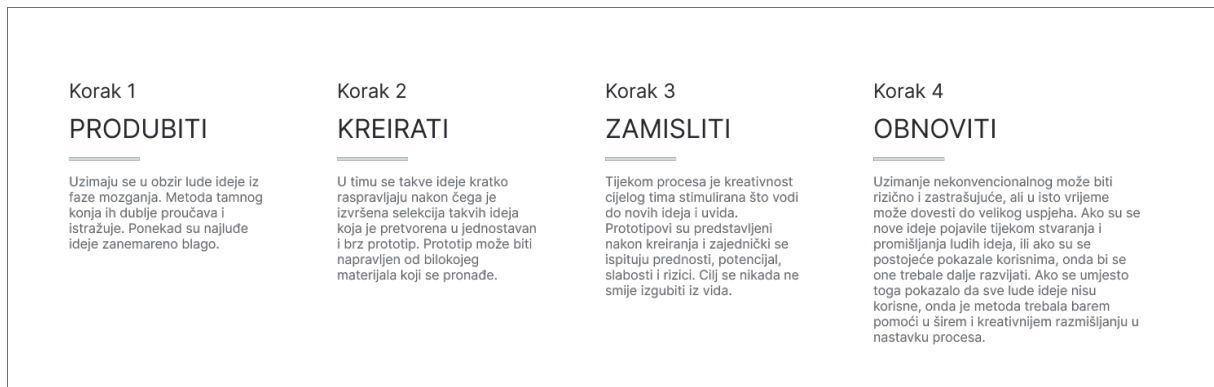 Korak 1
PRODUBITI
Uzimaju se u obzir lude ideje iz
faze mozganja. Metoda tamnog
konja ih dublje proučava i
istražuje. Ponekad su najluđe
ideje zanemareno blago.
Korak 2
KREIRATI
U timu se takve ideje kratko
raspravljaju nakon čega je
izvršena selekcija takvih ideja
koja je pretvorena u jednostavan
i brz prototip. Prototip može biti
napravljen od bilokojeg
materijala koji se pronađe.
Korak 3
ZAMISLITI
Tijekom procesa je kreativnost
cijelog tima stimulirana što vodi
do novih ideja i uvida.
Prototipovi su predstavljeni
nakon kreiranja i zajednički se
ispituju prednosti, potencijal,
slabosti i rizici. Cilj se nikada ne
smije izgubiti iz vida.
Korak 4
OBNOVITI
Uzimanje nekonvencionalnog može biti
rizično i zastrašujuće, ali u isto vrijeme
može dovesti do velikog uspjeha. Ako su se
nove ideje pojavile tijekom stvaranja i
promišljanja ludih ideja, ili ako su se
postojeće pokazale korisnima, onda bi se
one trebale dalje razvijati. Ako se umjesto
toga pokazalo da sve lude ideje nisu
korisne, onda je metoda trebala barem
pomoći u širem i kreativnijem razmišljanju u
nastavku procesa.